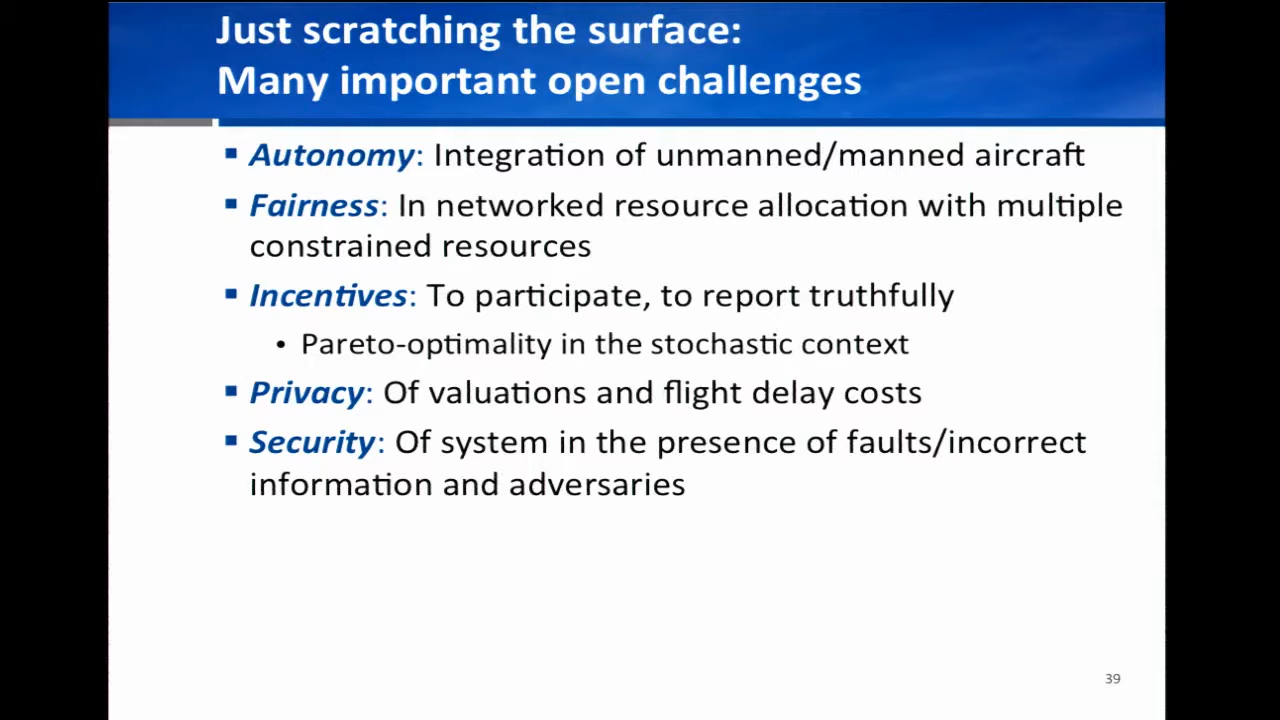 Just scratching the surface:
Many important open challenges
▪ Autonomy: Integration of unmanned/manned aircraft
▪ Fairness: In networked resource allocation with multiple
constrained resources
▪ Incentives: To participate, to report truthfully
• Pareto-optimality in the stochastic context
▪ Privacy: Of valuations and flight delay costs
▪ Security: Of system in the presence of faults/incorrect
information and adversaries
39